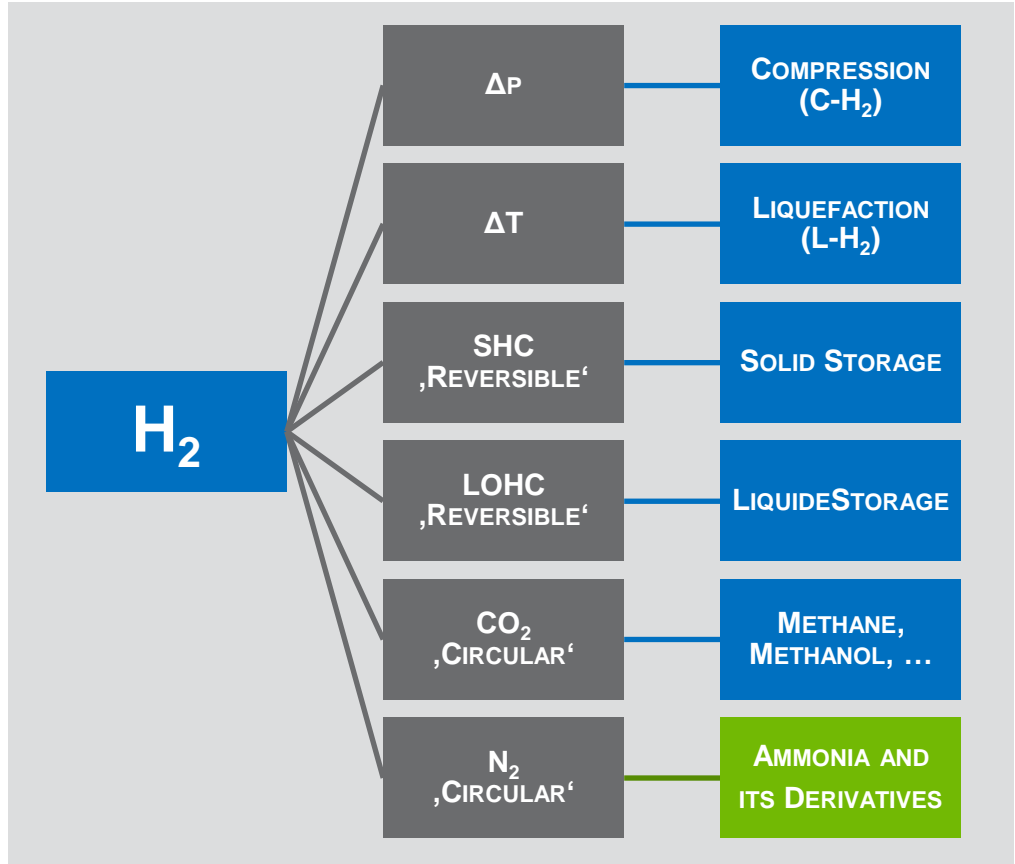 H₂
ΔP
COMPRESSION
(C-H₂)
ΔT
LIQUEFACTION
(L-H₂)
SHC
‚REVERSIBLE‘
SOLID STORAGE
LOHC
‚REVERSIBLE‘
LIQUIDESTORAGE
CO₂
‚CIRCULAR‘
METHANE,
METHANOL, …
N₂
‚CIRCULAR‘
AMMONIA AND
ITS DERIVATIVES